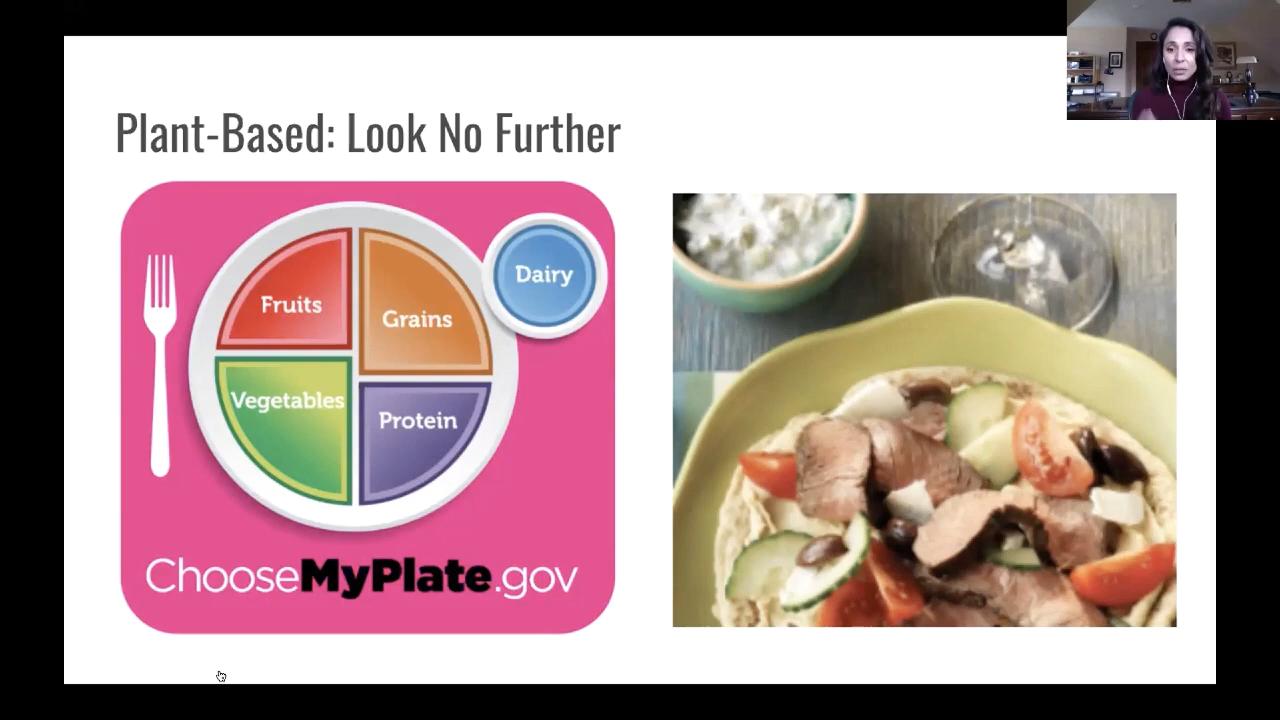 Plant-Based: Look No Further
Dairy
Fruits
Grains
Vegetables
Protein
ChooseMyPlate.gov